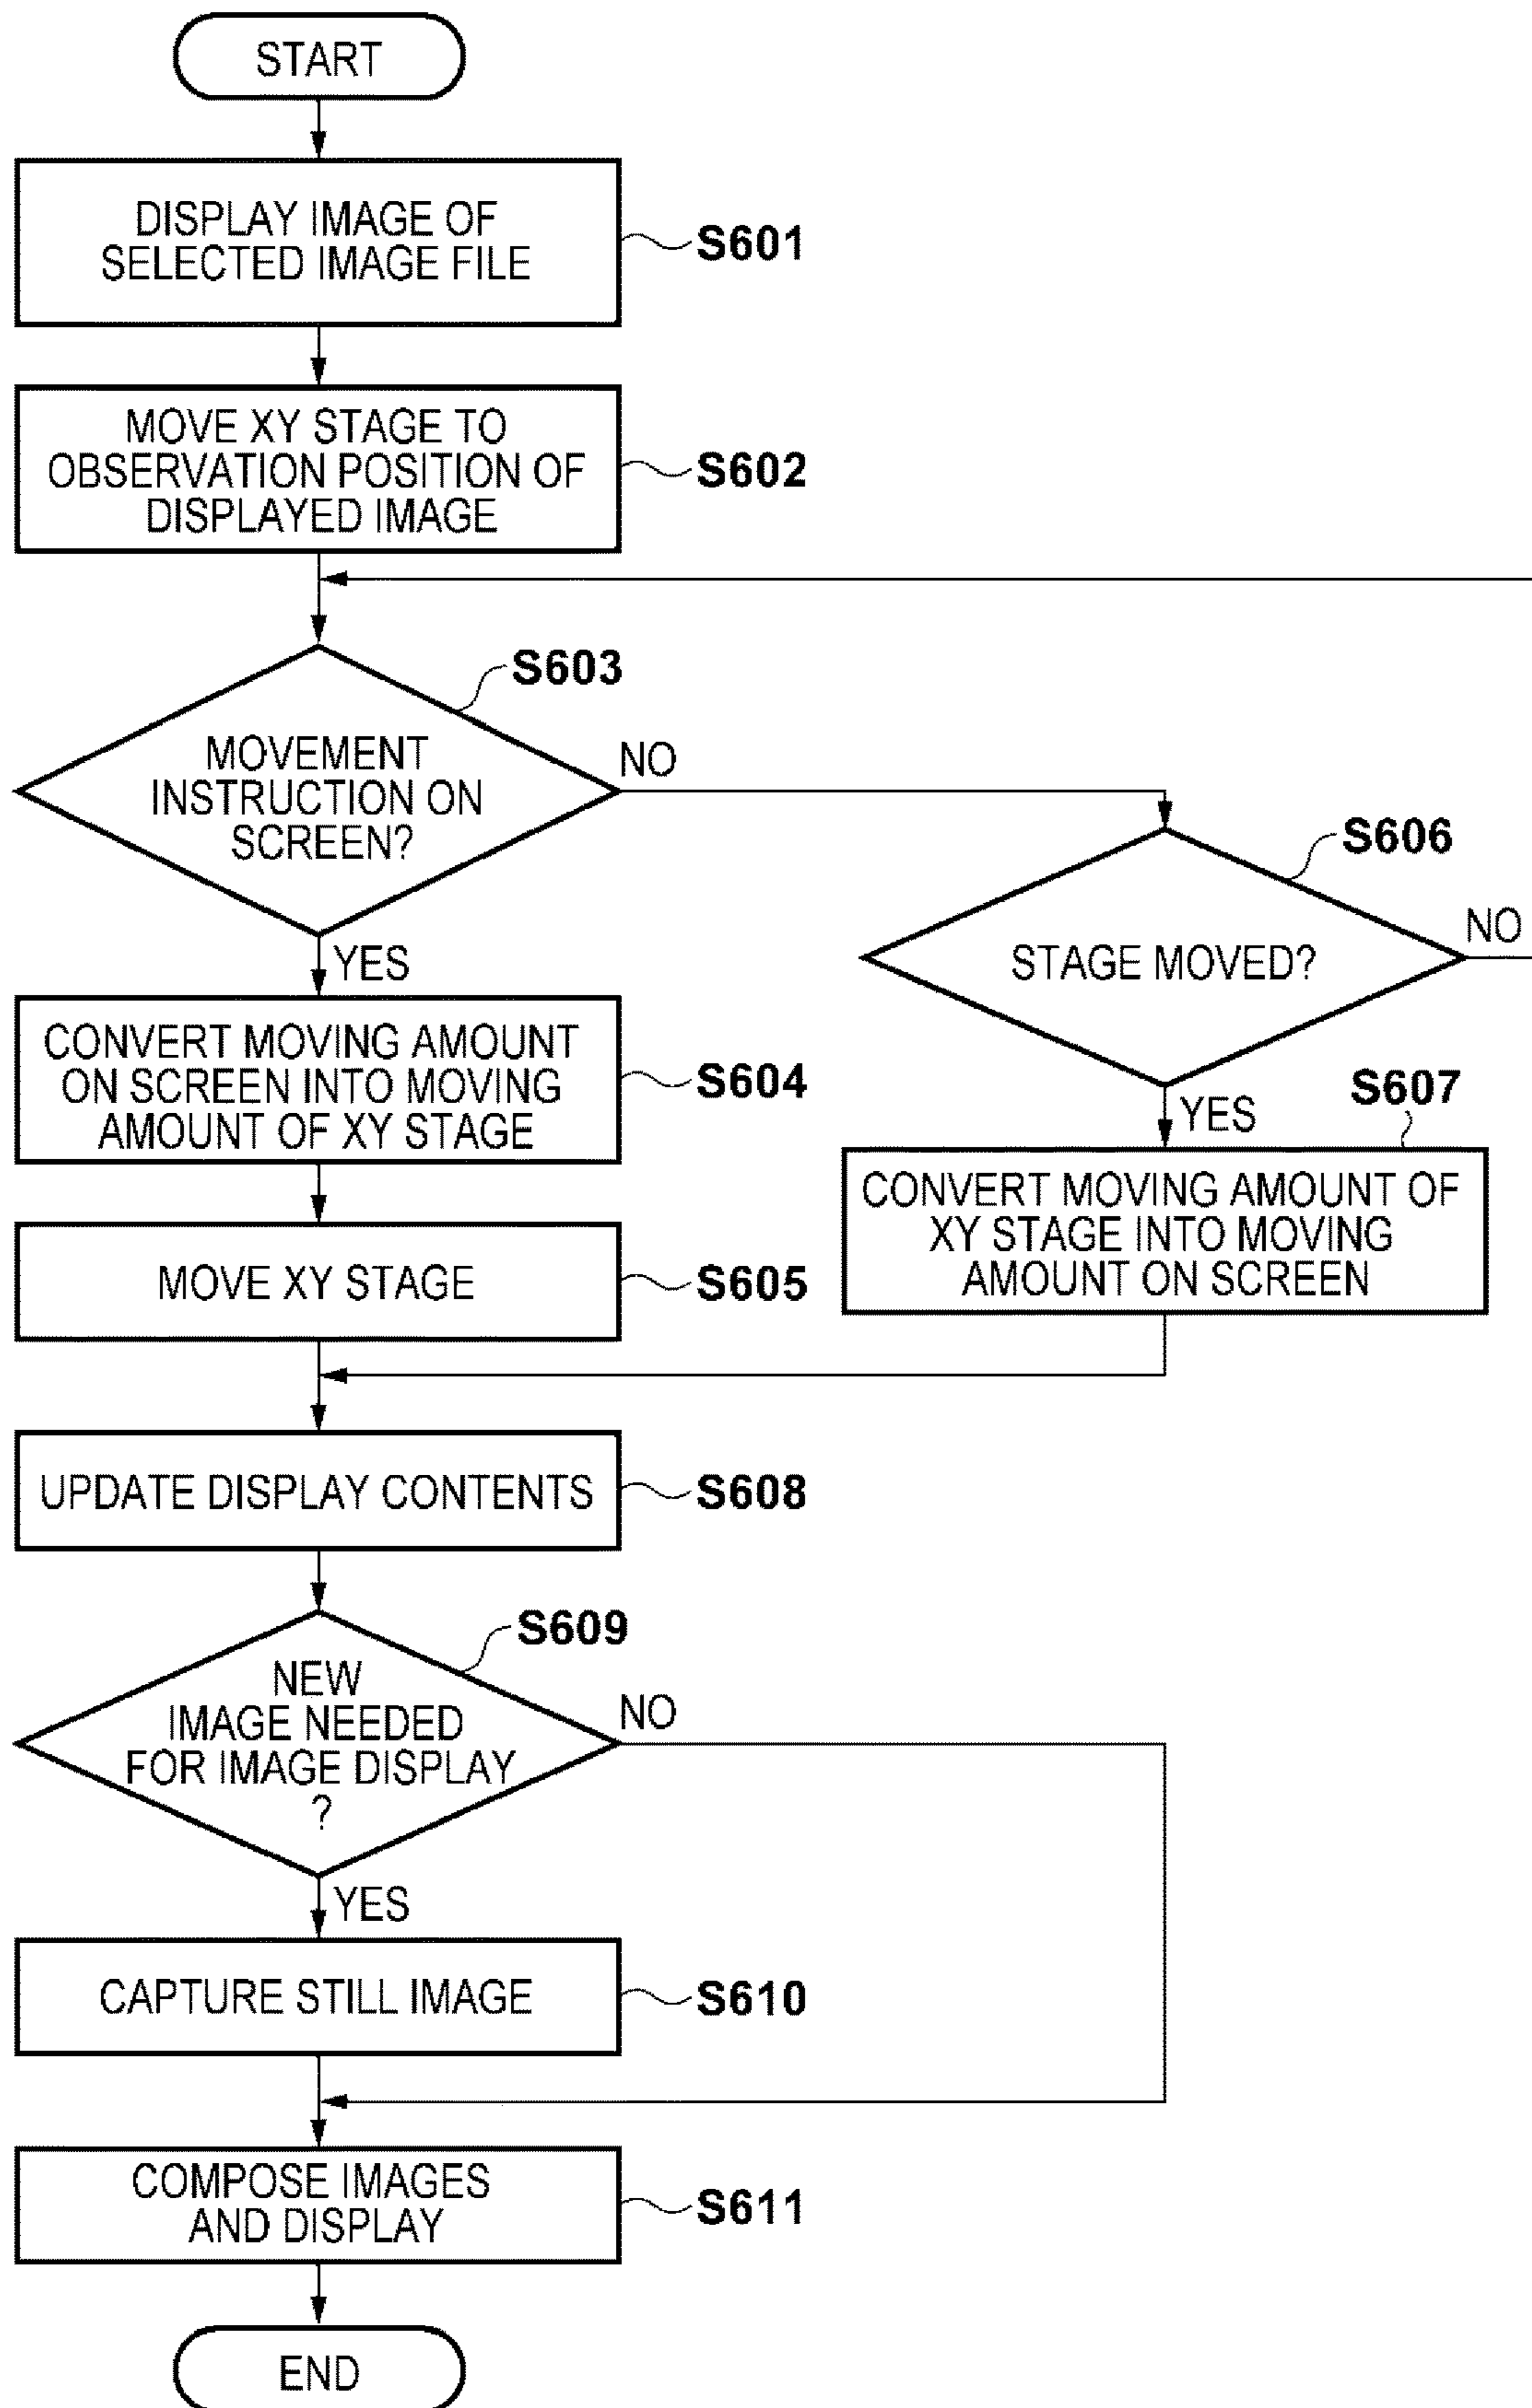 START
DISPLAY IMAGE OF
SELECTED IMAGE FILE
S601
MOVE XY STAGE TO
OBSERVATION POSITION OF
DISPLAYED IMAGE
S602
S603
MOVEMENT
INSTRUCTION ON
SCREEN?
NO
YES
S606
STAGE MOVED?
NO
YES
CONVERT MOVING AMOUNT
ON SCREEN INTO MOVING
AMOUNT OF XY STAGE
S604
S607
CONVERT MOVING AMOUNT OF
XY STAGE INTO MOVING
AMOUNT ON SCREEN
MOVE XY STAGE
S605
UPDATE DISPLAY CONTENTS
S608
S609
NEW
IMAGE NEEDED
FOR IMAGE DISPLAY
?
NO
YES
CAPTURE STILL IMAGE
S610
COMPOSE IMAGES
AND DISPLAY
S611
END